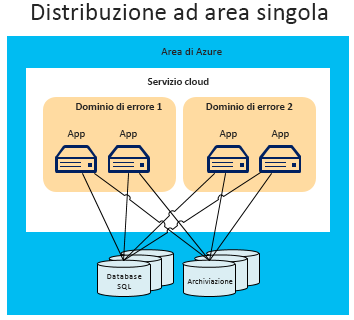 Distribuzione ad area singola
Area di Azure
Servizio cloud
Dominio di errore 1
Dominio di errore 2
App
App
App
App
Database
SQL
Archiviazione